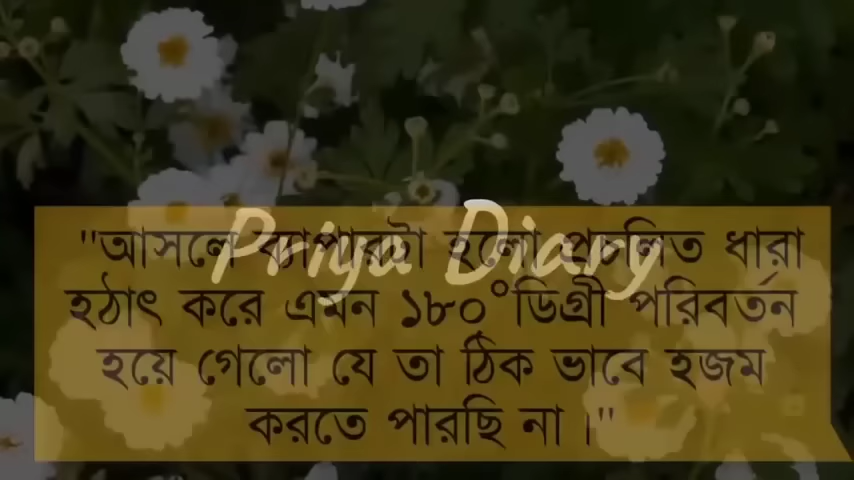 Priya Diary
"আসলে ব্যাপারটা হলো প্রচলিত ধারা
হঠাৎ করে এমন ১৮০°ডিগ্রী পরিবর্তন
হয়ে গেলো যে তা ঠিক ভাবে হজম
করতে পারছি না ।"